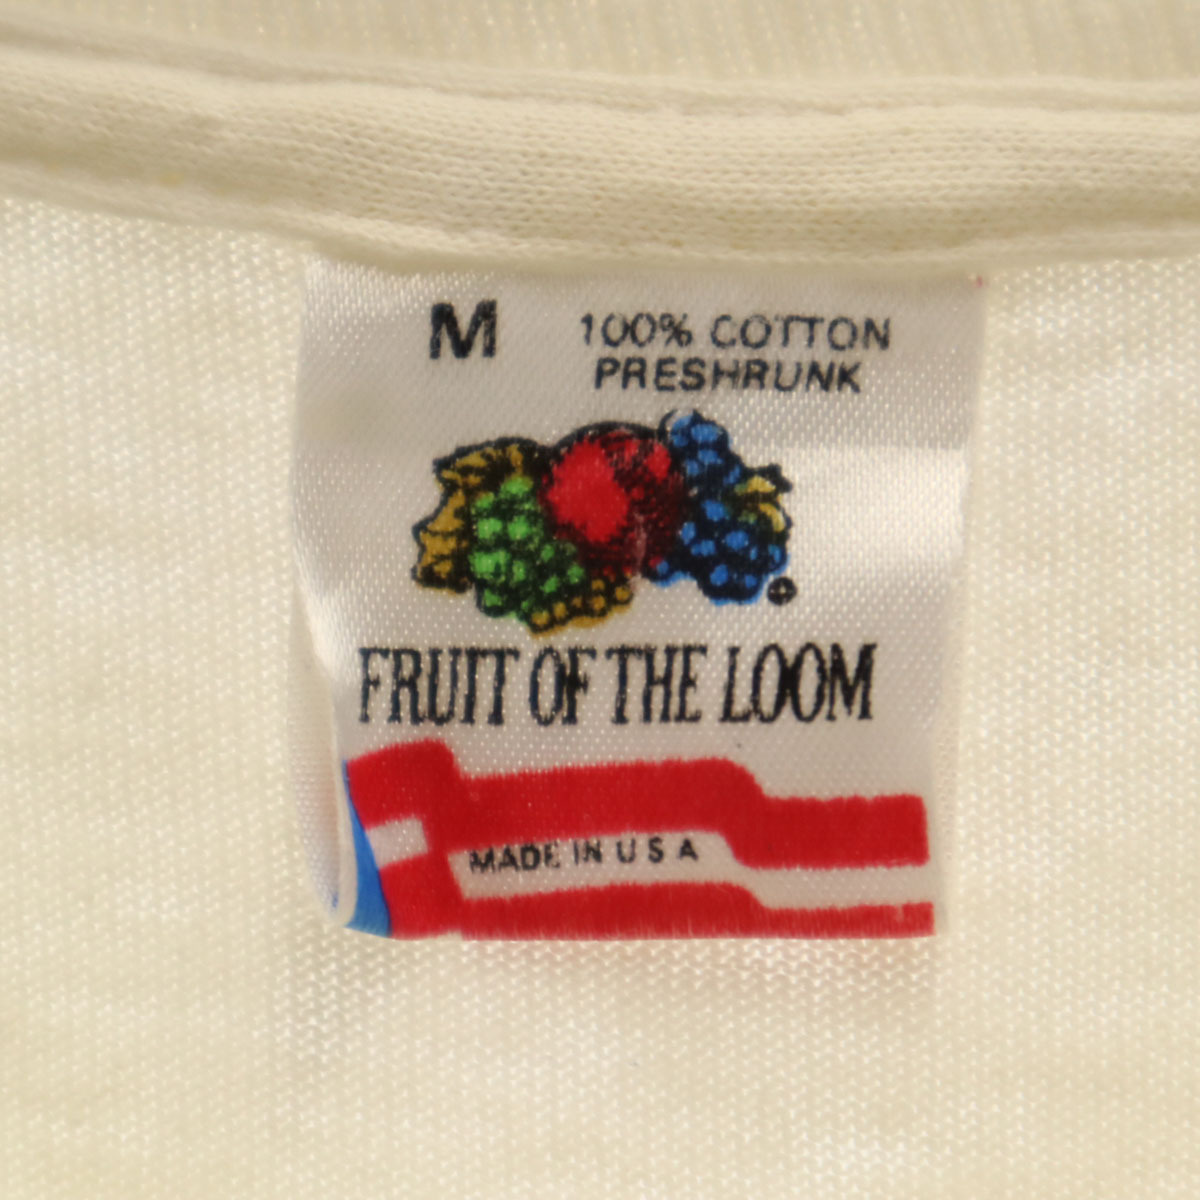 M
100% COTTON
PRESHRUNK
FRUIT OF THE LOOM
MADE IN U S A